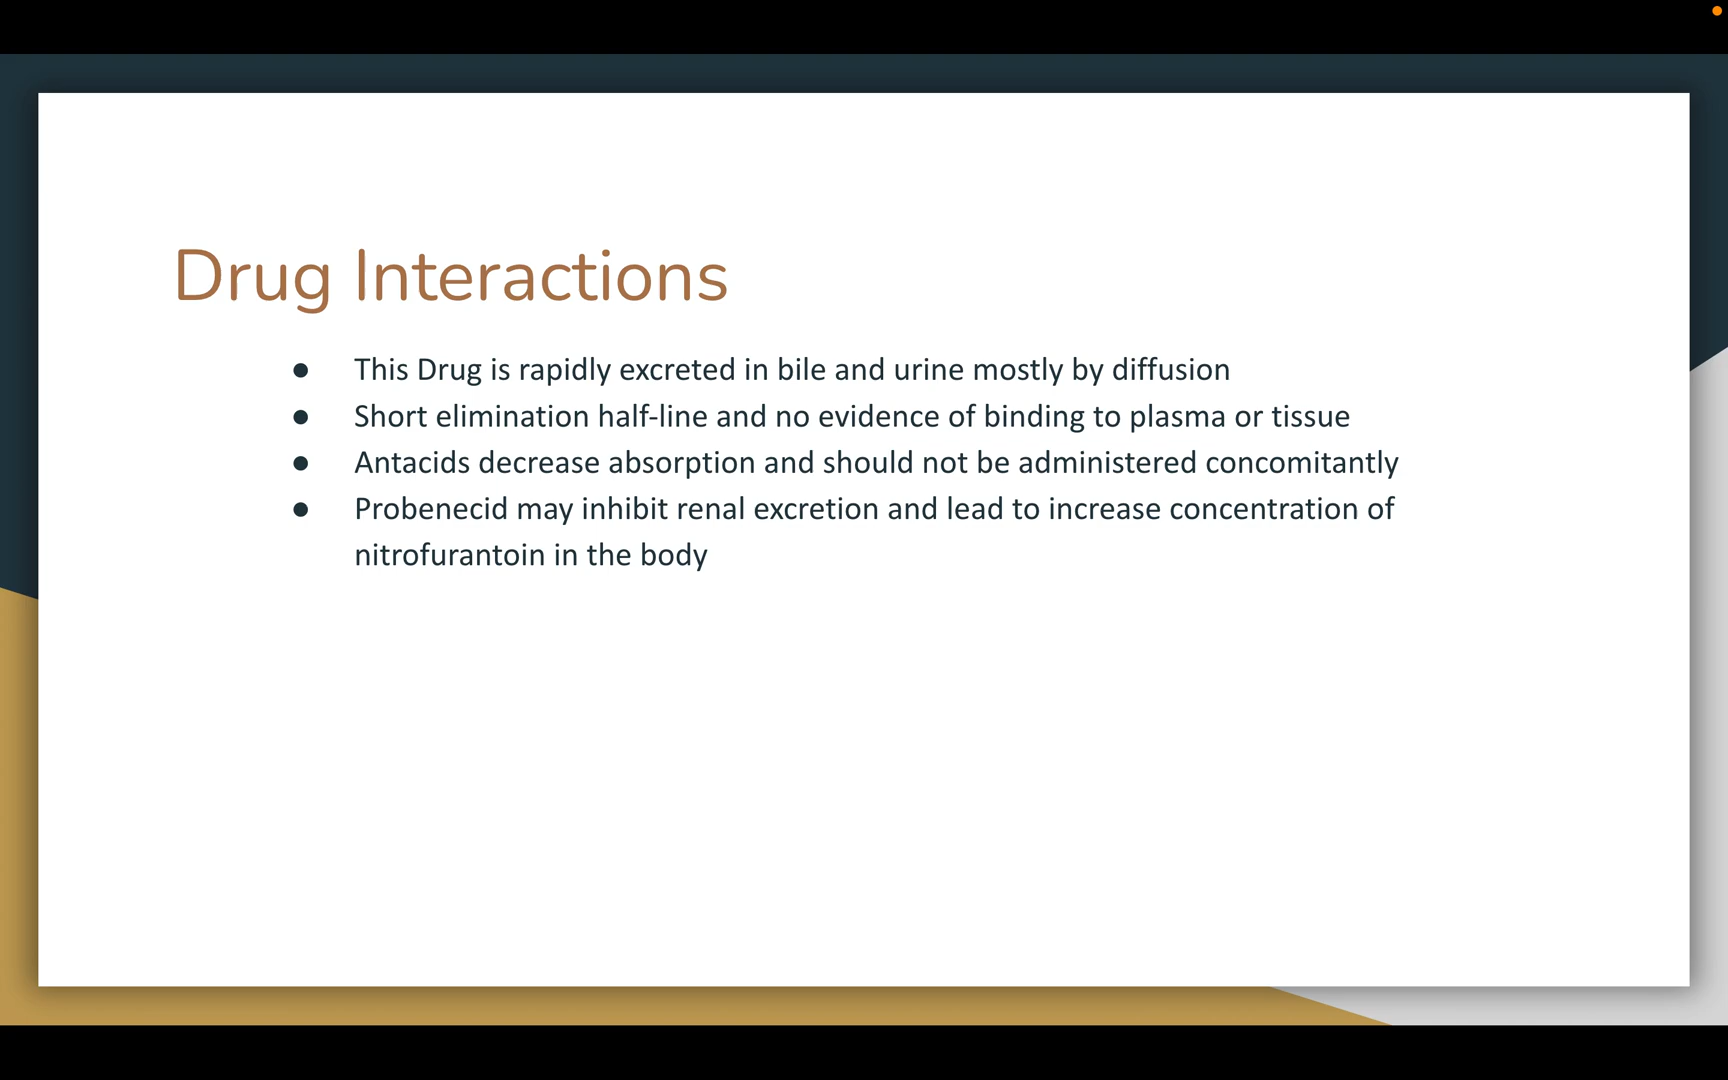 Drug Interactions
● This Drug is rapidly excreted in bile and urine mostly by diffusion
● Short elimination half-line and no evidence of binding to plasma or tissue
● Antacids decrease absorption and should not be administered concomitantly
● Probenecid may inhibit renal excretion and lead to increase concentration of
nitrofurantoin in the body